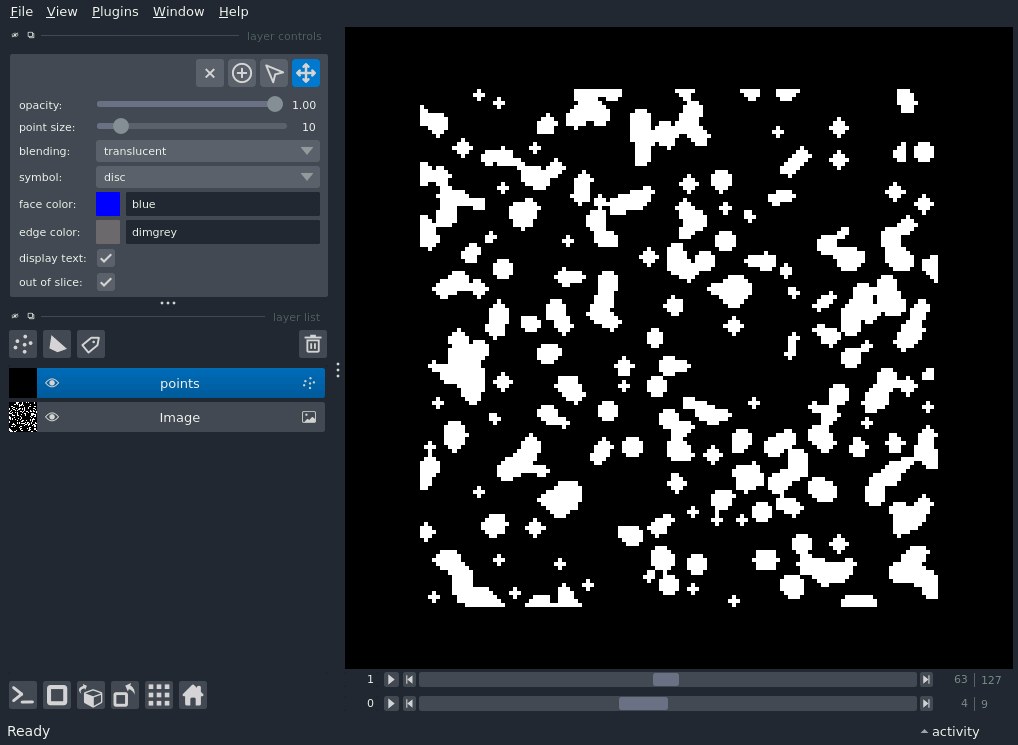 File View Plugins Window Help
layer controls
opacity: 1.00
point size: 10
blending: translucent
symbol: disc
face color: blue
edge color: dimgrey
display text:
out of slice:
layer list
points
Image
1 63 127
0 4 9
Ready activity